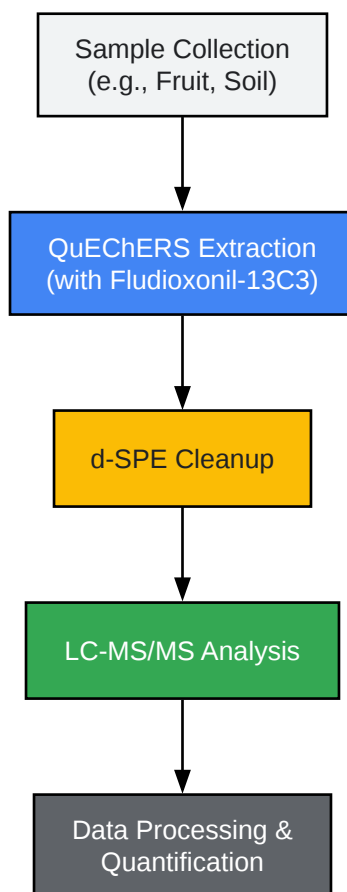 Sample Collection
(e.g., Fruit, Soil)
QuEChERS Extraction
(with Fludioxonil-13C3)
d-SPE Cleanup
LC-MS/MS Analysis
Data Processing &
Quantification